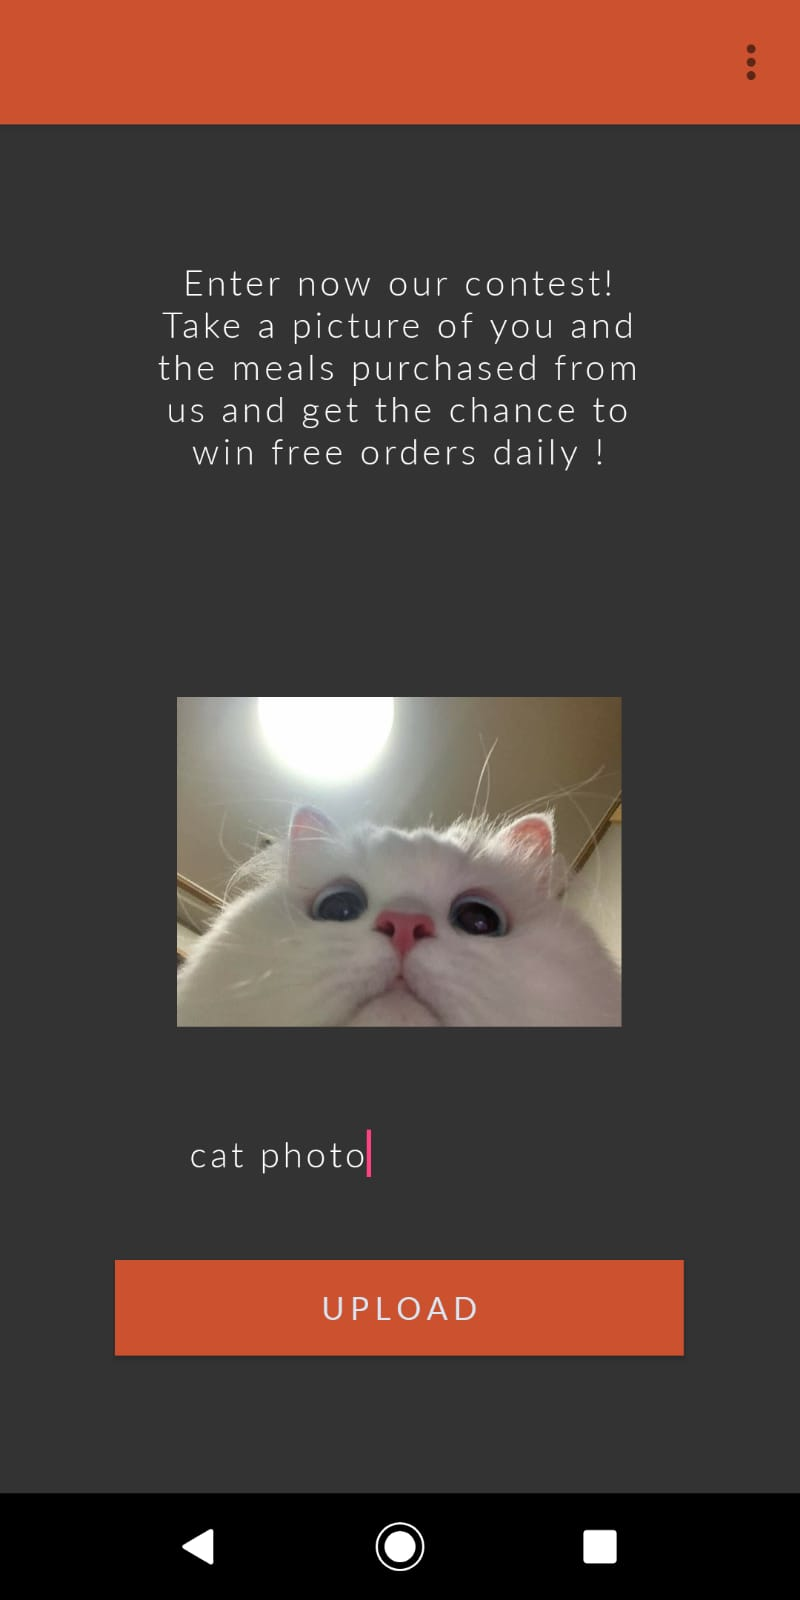 Enter now our contest!
Take a picture of you and
the meals purchased from
us and get the chance to
win free orders daily !
cat photo
UPLOAD